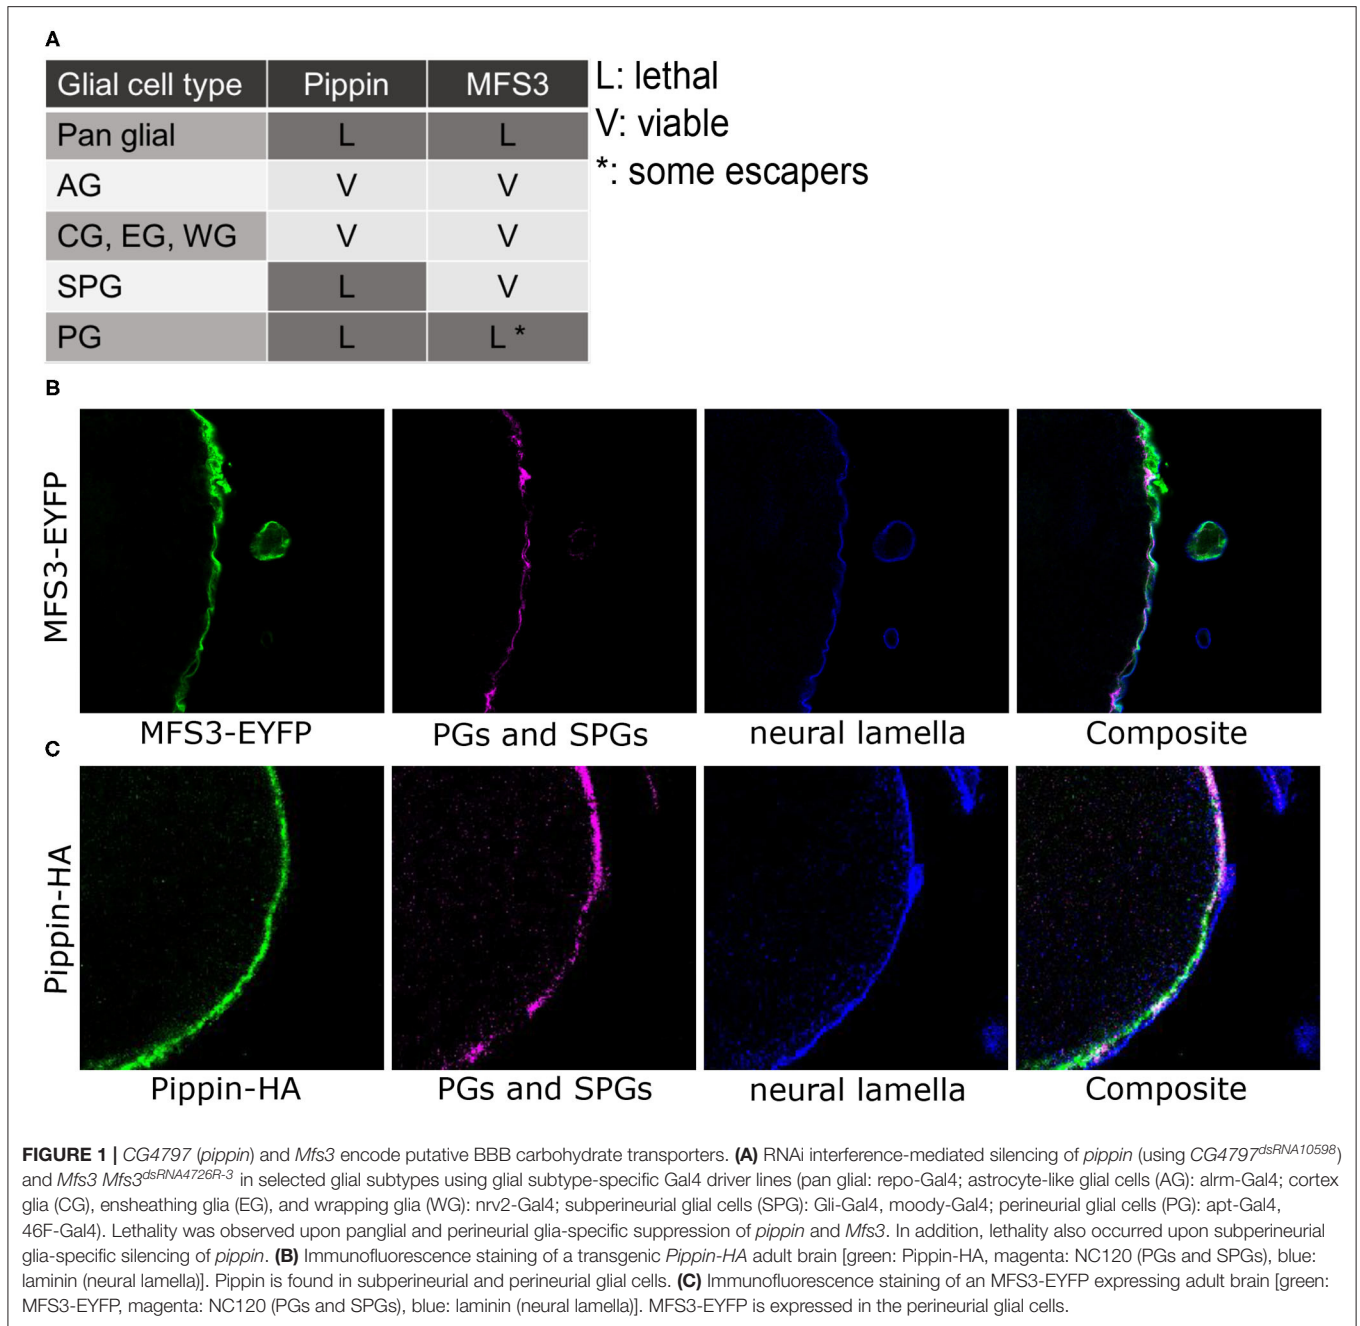 A
Glial cell type Pippin MFS3
Pan glial L L
AG V V
CG, EG, WG V V
SPG L V
PG L L *
L: lethal
V: viable
*: some escapers
B
MFS3-EYFP
MFS3-EYFP PGs and SPGs neural lamella Composite
C
Pippin-HA
Pippin-HA PGs and SPGs neural lamella Composite
FIGURE 1 | CG4797 (pippin) and Mfs3 encode putative BBB carbohydrate transporters. (A) RNAi interference-mediated silencing of pippin (using CG4797dsRNA10598)
and Mfs3 Mfs3dsRNA4726R-3 in selected glial subtypes using glial subtype-specific Gal4 driver lines (pan glial: repo-Gal4; astrocyte-like glial cells (AG): alrm-Gal4; cortex
glia (CG), ensheathing glia (EG), and wrapping glia (WG): nrv2-Gal4; subperineurial glial cells (SPG): Gli-Gal4, moody-Gal4; perineurial glial cells (PG): apt-Gal4,
46F-Gal4). Lethality was observed upon panglial and perineurial glia-specific suppression of pippin and Mfs3. In addition, lethality also occurred upon subperineurial
glia-specific silencing of pippin. (B) Immunofluorescence staining of a transgenic Pippin-HA adult brain [green: Pippin-HA, magenta: NC120 (PGs and SPGs), blue:
laminin (neural lamella)]. Pippin is found in subperineurial and perineurial glial cells. (C) Immunofluorescence staining of an MFS3-EYFP expressing adult brain [green:
MFS3-EYFP, magenta: NC120 (PGs and SPGs), blue: laminin (neural lamella)]. MFS3-EYFP is expressed in the perineurial glial cells.